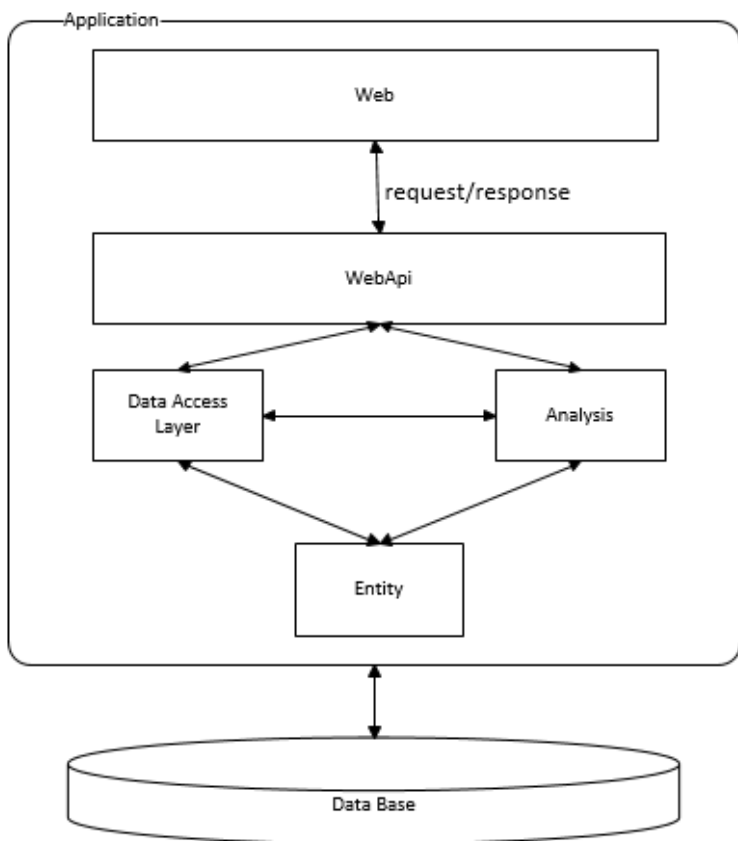 Application
Web
request/response
WebApi
Data Access
Layer
Analysis
Entity
Data Base